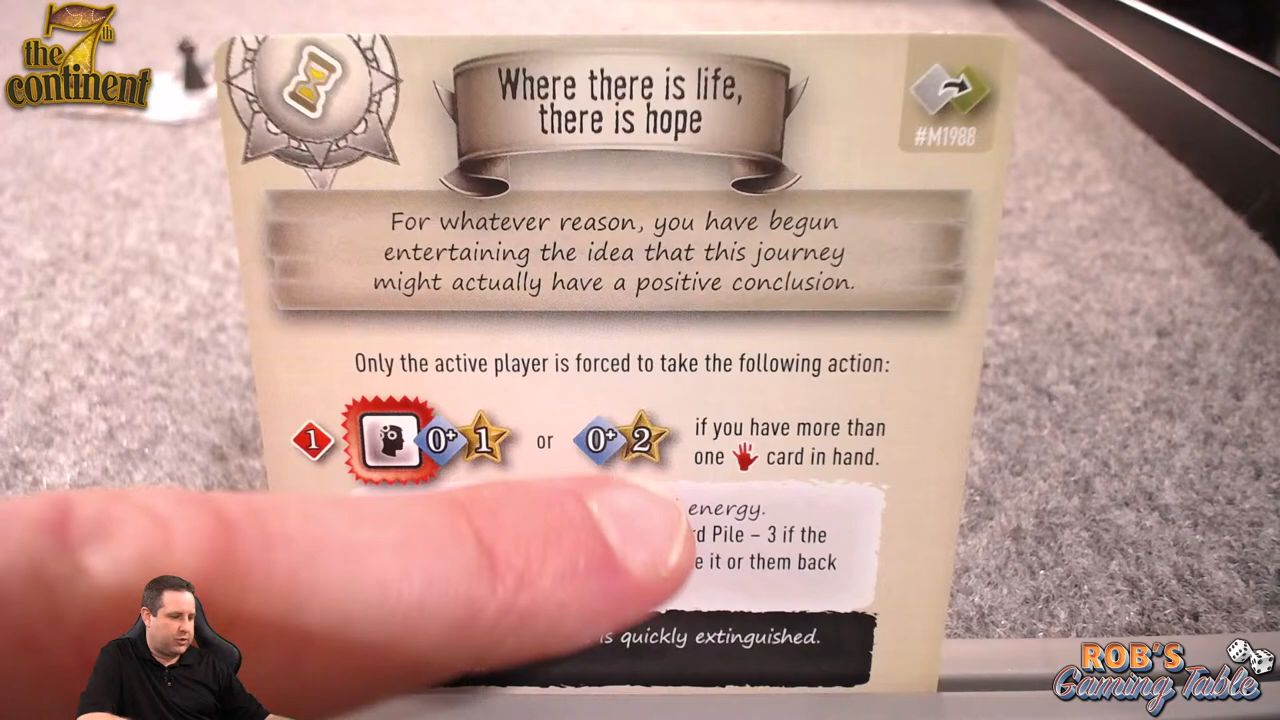 the 7th
continent
Where there is life,
there is hope
#M1988
For whatever reason, you have begun
entertaining the idea that this journey
might actually have a positive conclusion.
Only the active player is forced to take the following action:
1 0+ 1 or 0+ 2 if you have more than
one card in hand.
energy.
Pile – 3 if the
it or them back
is quickly extinguished.
ROB'S
Gaming Table